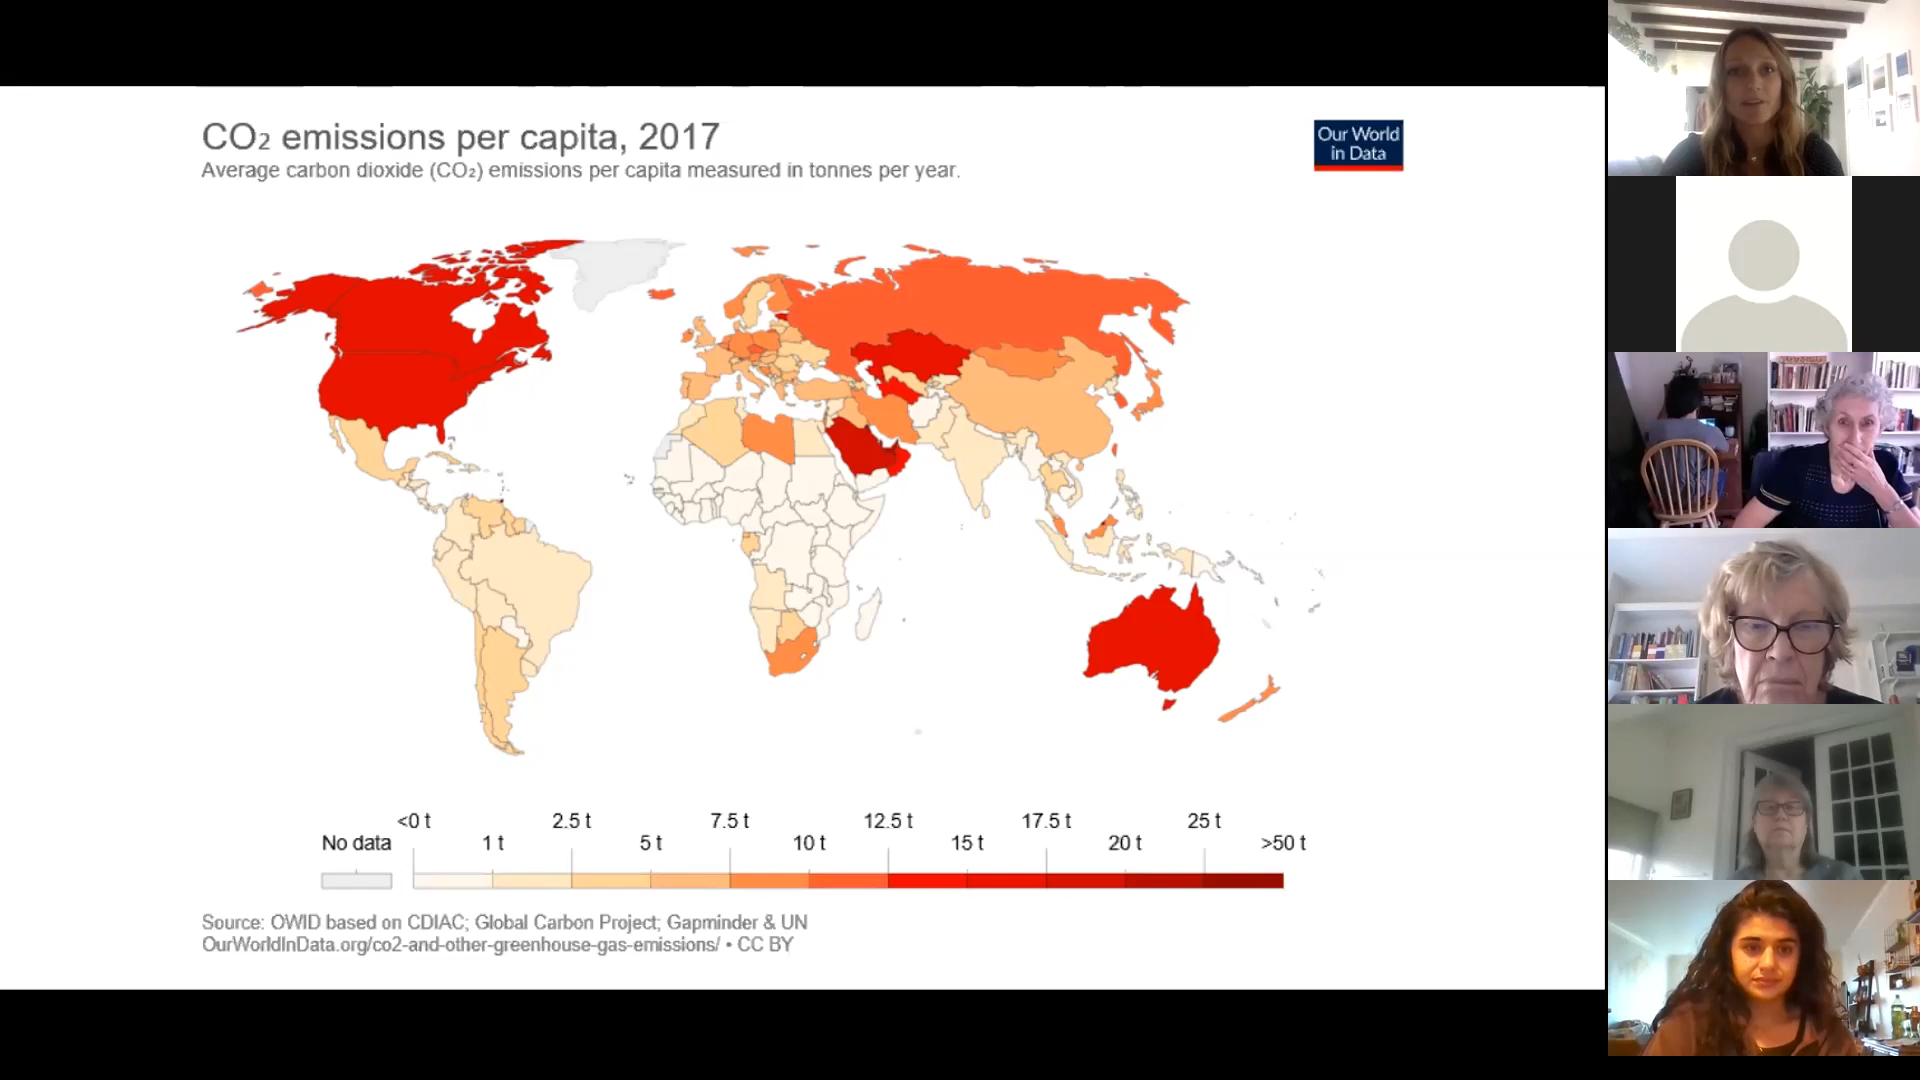 CO₂ emissions per capita, 2017
Average carbon dioxide (CO₂) emissions per capita measured in tonnes per year.
Our World
in Data
<0 t 2.5 t 7.5 t 12.5 t 17.5 t 25 t
No data 1 t 5 t 10 t 15 t 20 t >50 t
Source: OWID based on CDIAC; Global Carbon Project; Gapminder & UN
OurWorldInData.org/co2-and-other-greenhouse-gas-emissions/ • CC BY